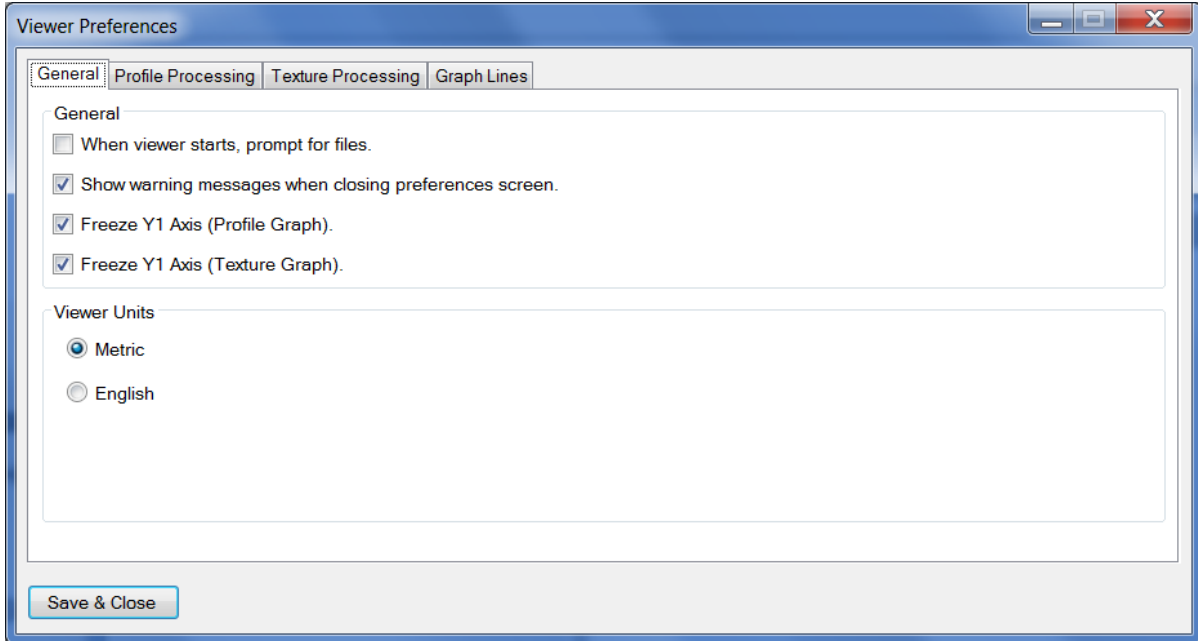 Viewer Preferences
General Profile Processing Texture Processing Graph Lines
General
When viewer starts, prompt for files.
Show warning messages when closing preferences screen.
Freeze Y1 Axis (Profile Graph).
Freeze Y1 Axis (Texture Graph).
Viewer Units
Metric
English
Save & Close